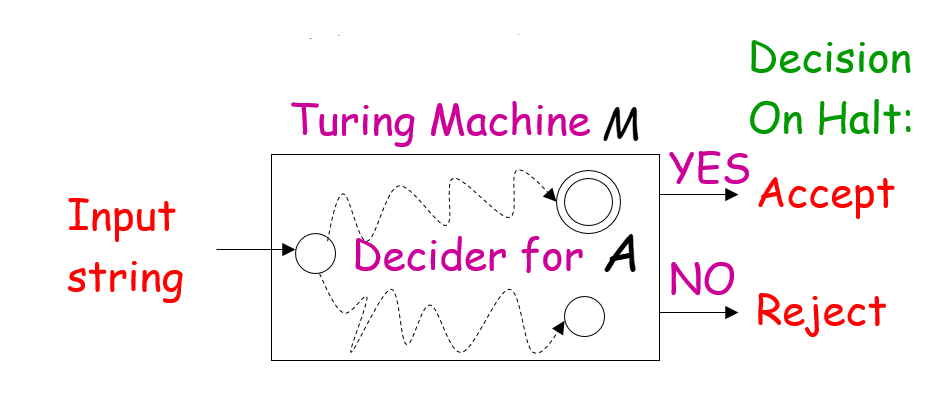 Decision
On Halt:
Turing Machine M
YES
Accept
Input
string
Decider for A
NO
Reject